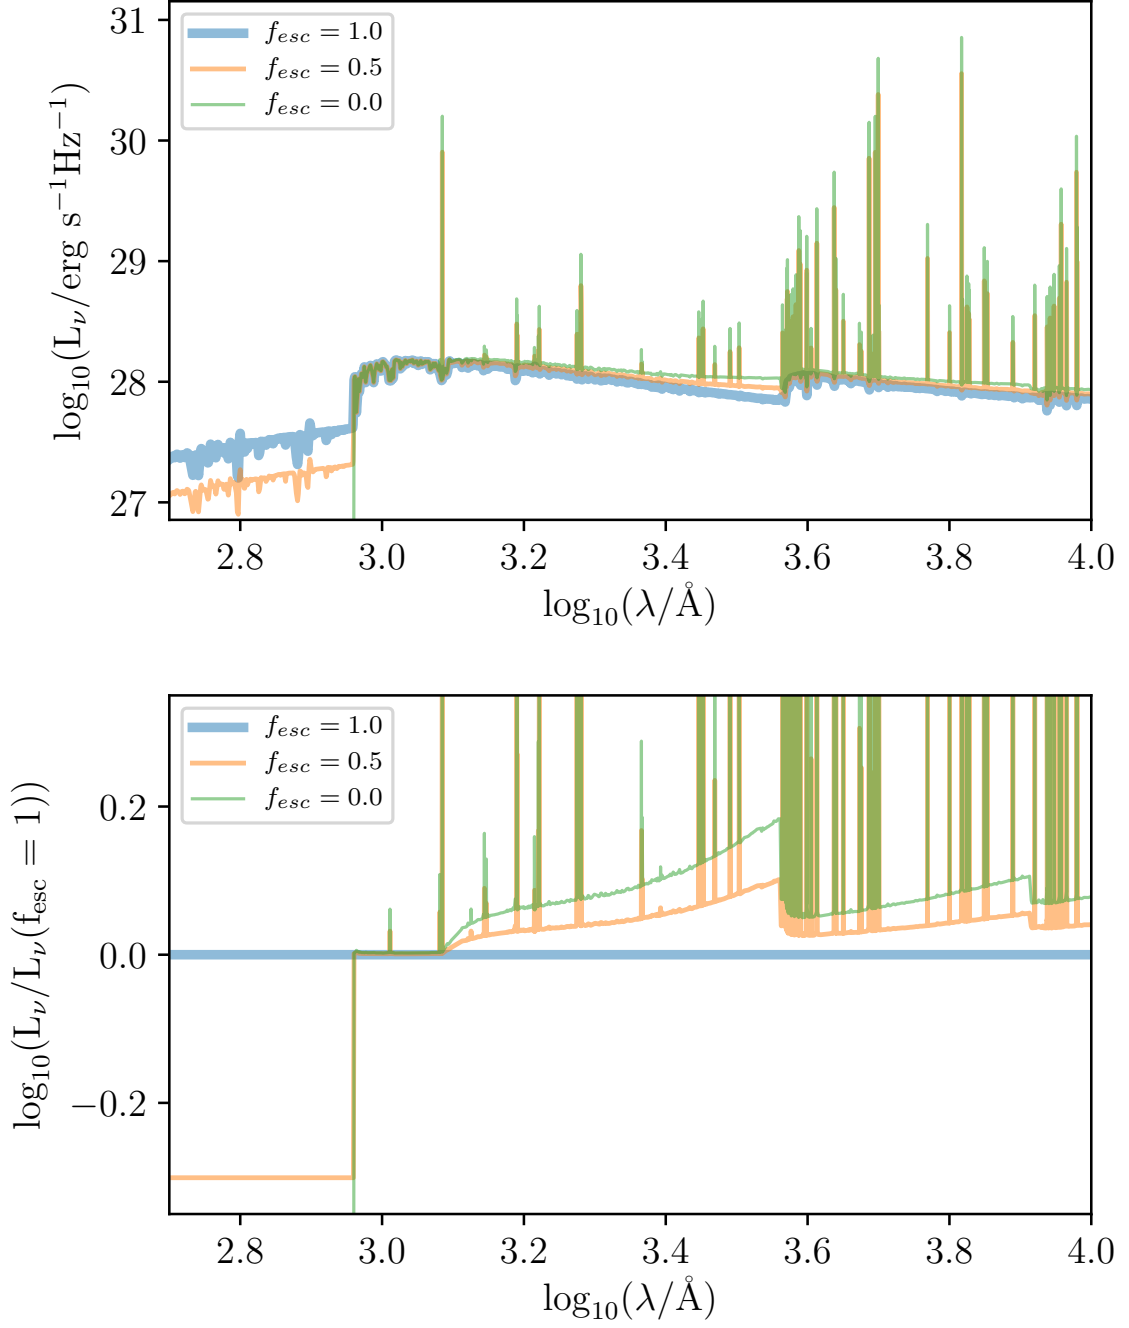 31
30
29
28
27
log₁₀(L_ν/erg s⁻¹Hz⁻¹)
f_esc = 1.0
f_esc = 0.5
f_esc = 0.0
2.8 3.0 3.2 3.4 3.6 3.8 4.0
log₁₀(λ/Å)
0.2
0.0
−0.2
log₁₀(L_ν/L_ν(f_esc = 1))
f_esc = 1.0
f_esc = 0.5
f_esc = 0.0
2.8 3.0 3.2 3.4 3.6 3.8 4.0
log₁₀(λ/Å)